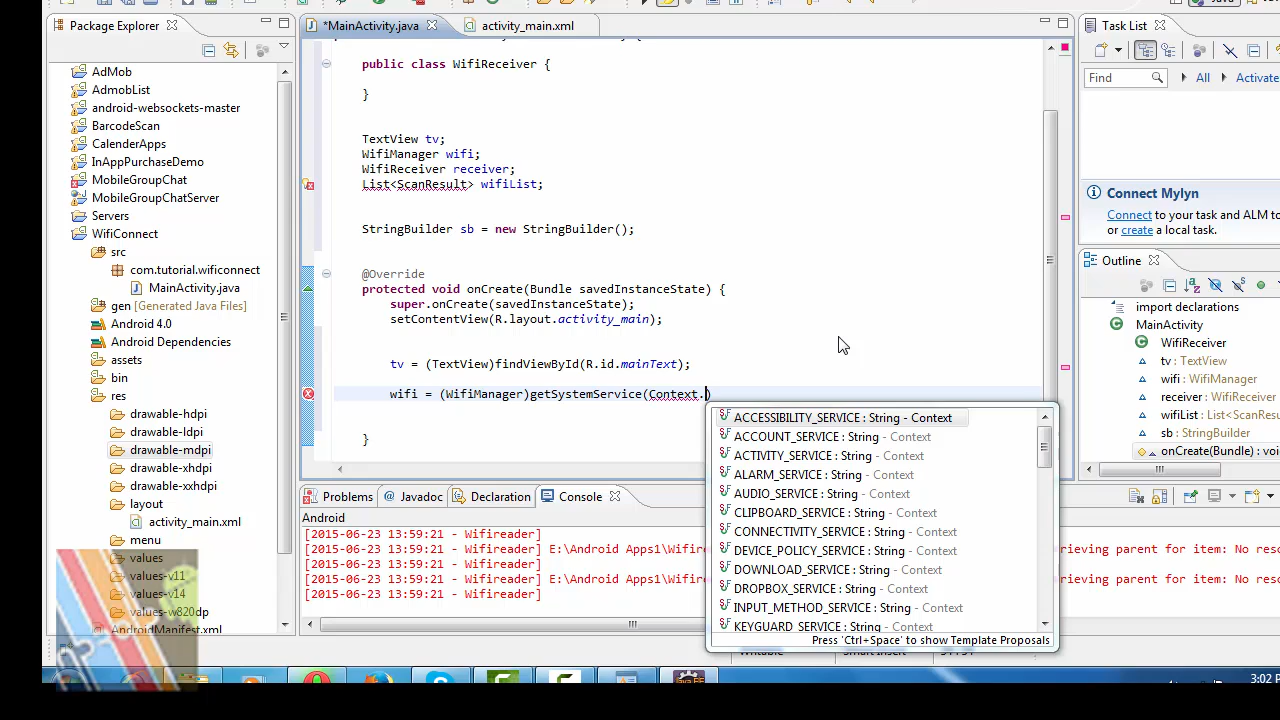 Package Explorer
*MainActivity.java
activity_main.xml
Task List
Find
All
Activate
AdMob
AdmobList
android-websockets-master
BarcodeScan
CalenderApps
InAppPurchaseDemo
MobileGroupChat
MobileGroupChatServer
Servers
WifiConnect
src
com.tutorial.wificonnect
MainActivity.java
gen [Generated Java Files]
Android 4.0
Android Dependencies
assets
bin
res
drawable-hdpi
drawable-ldpi
drawable-mdpi
drawable-xhdpi
drawable-xxhdpi
layout
activity_main.xml
menu
values
values-v11
values-v14
values-w820dp
AndroidManifest.xml
public class WifiReceiver {
}
TextView tv;
WifiManager wifi;
WifiReceiver receiver;
List<ScanResult> wifiList;
StringBuilder sb = new StringBuilder();
@Override
protected void onCreate(Bundle savedInstanceState) {
super.onCreate(savedInstanceState);
setContentView(R.layout.activity_main);
tv = (TextView)findViewById(R.id.mainText);
wifi = (WifiManager)getSystemService(Context.)
}
ACCESSIBILITY_SERVICE : String - Context
ACCOUNT_SERVICE : String - Context
ACTIVITY_SERVICE : String - Context
ALARM_SERVICE : String - Context
AUDIO_SERVICE : String - Context
CLIPBOARD_SERVICE : String - Context
CONNECTIVITY_SERVICE : String - Context
DEVICE_POLICY_SERVICE : String - Context
DOWNLOAD_SERVICE : String - Context
DROPBOX_SERVICE : String - Context
INPUT_METHOD_SERVICE : String - Context
KEYGUARD_SERVICE : String - Context
Press 'Ctrl+Space' to show Template Proposals
Problems
Javadoc
Declaration
Console
Android
[2015-06-23 13:59:21 - Wifireader]
[2015-06-23 13:59:21 - Wifireader] E:\Android Apps1\Wifire
[2015-06-23 13:59:21 - Wifireader]
[2015-06-23 13:59:21 - Wifireader] E:\Android Apps1\Wifire
[2015-06-23 13:59:21 - Wifireader]
rieving parent for item: No reso
rieving parent for item: No reso
Connect Mylyn
Connect to your task and ALM to
or create a local task.
Outline
import declarations
MainActivity
WifiReceiver
tv : TextView
wifi : WifiManager
receiver : WifiReceiver
wifiList : List<ScanResu
sb : StringBuilder
onCreate(Bundle) : voi
3:02 P